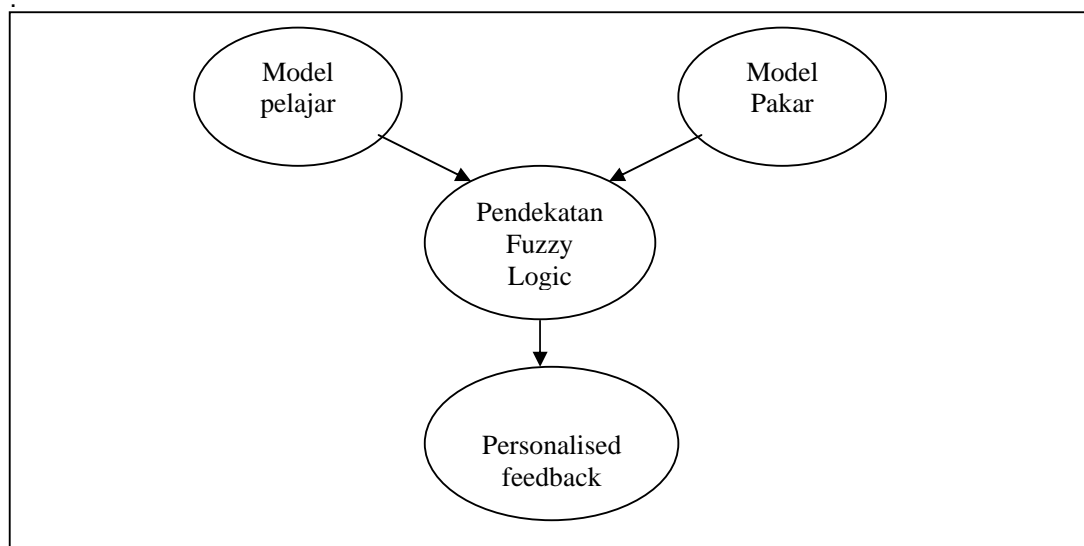 Model
pelajar
Model
Pakar
Pendekatan
Fuzzy
Logic
Personalised
feedback